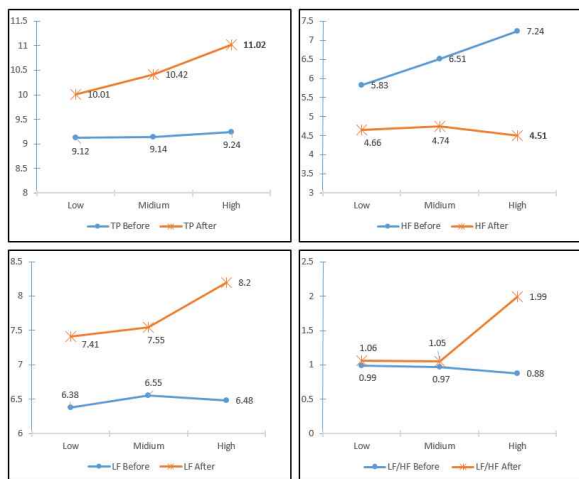 11.5
11
10.5
10
9.5
9
8.5
8
11.02
10.42
10.01
9.12
9.14
9.24
Low
Midium
High
TP Before
TP After
7.5
7
6.5
6
5.5
5
4.5
4
3.5
3
7.24
6.51
5.83
4.66
4.74
4.51
Low
Midium
High
HF Before
HF After
8.5
8
7.5
7
6.5
6
8.2
7.41
7.55
6.38
6.55
6.48
Low
Midium
High
LF Before
LF After
2.5
2
1.5
1
0.5
0
1.99
1.06
1.05
0.99
0.97
0.88
Low
Midium
High
LF/HF Before
LF/HF After